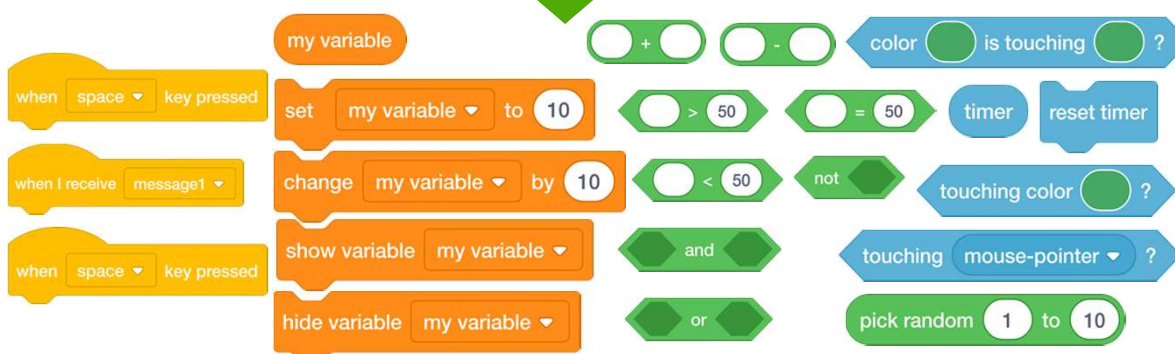 when space key pressed
when I receive message1
when space key pressed
my variable
set my variable to 10
change my variable by 10
show variable my variable
hide variable my variable
+
-
> 50
= 50
< 50
not
and
or
color is touching ?
timer
reset timer
touching color ?
touching mouse-pointer ?
pick random 1 to 10